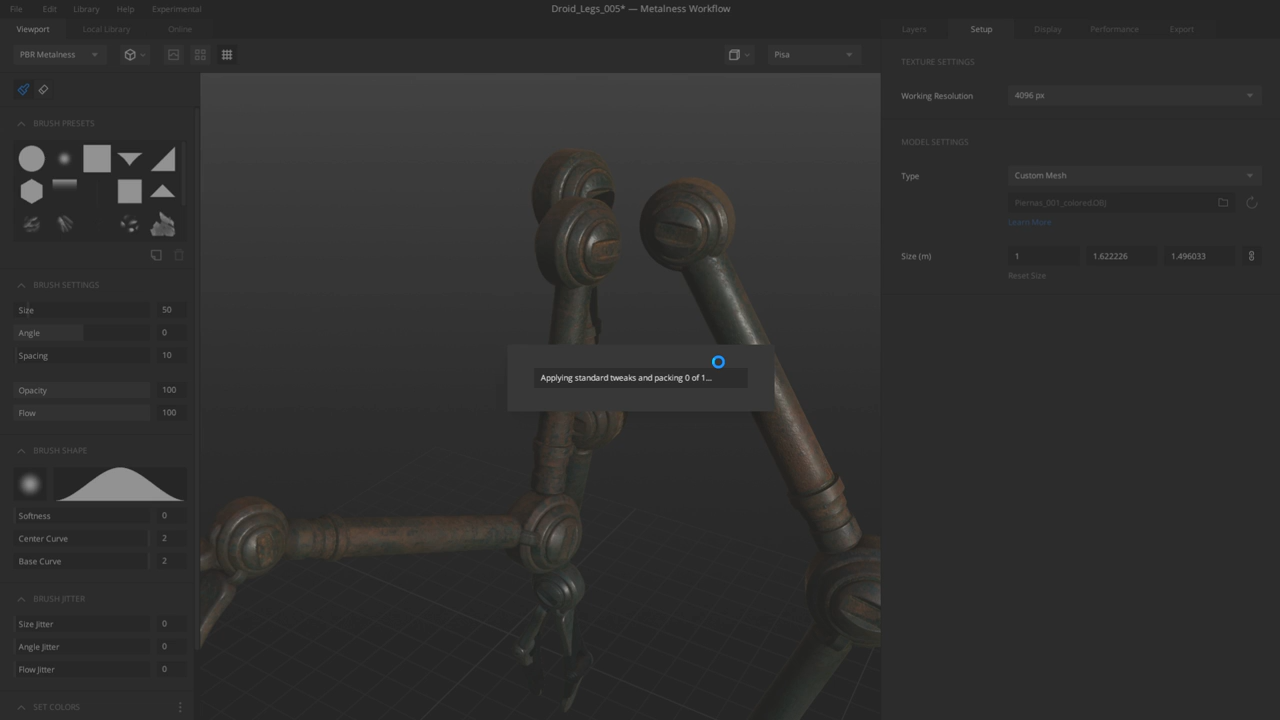 File Edit Library Help Experimental
Droid_Legs_005* — Metalness Workflow
Viewport Local Library Online
Layers Setup Display Performance Export
PBR Metalness
Pisa
BRUSH PRESETS
BRUSH SETTINGS
Size 50
Angle 0
Spacing 10
Opacity 100
Flow 100
BRUSH SHAPE
Softness 0
Center Curve 2
Base Curve 2
BRUSH JITTER
Size Jitter 0
Angle Jitter 0
Flow Jitter 0
SET COLORS
Applying standard tweaks and packing 0 of 1...
TEXTURE SETTINGS
Working Resolution 4096 px
MODEL SETTINGS
Type Custom Mesh
Piernas_001_colored.OBJ
Learn More
Size (m) 1 1.622226 1.496033
Reset Size